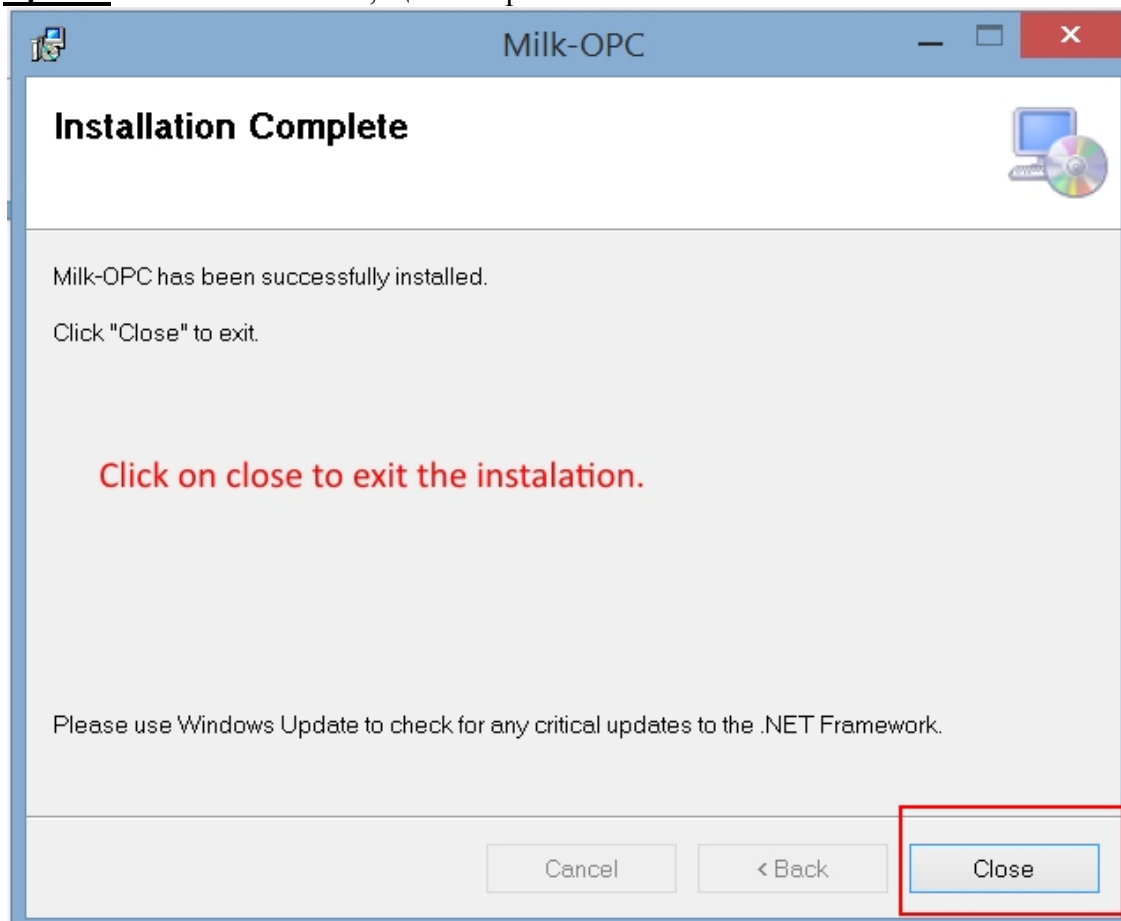 Milk-OPC
Installation Complete
Milk-OPC has been successfully installed.
Click "Close" to exit.
Click on close to exit the instalation.
Please use Windows Update to check for any critical updates to the .NET Framework.
Cancel
< Back
Close